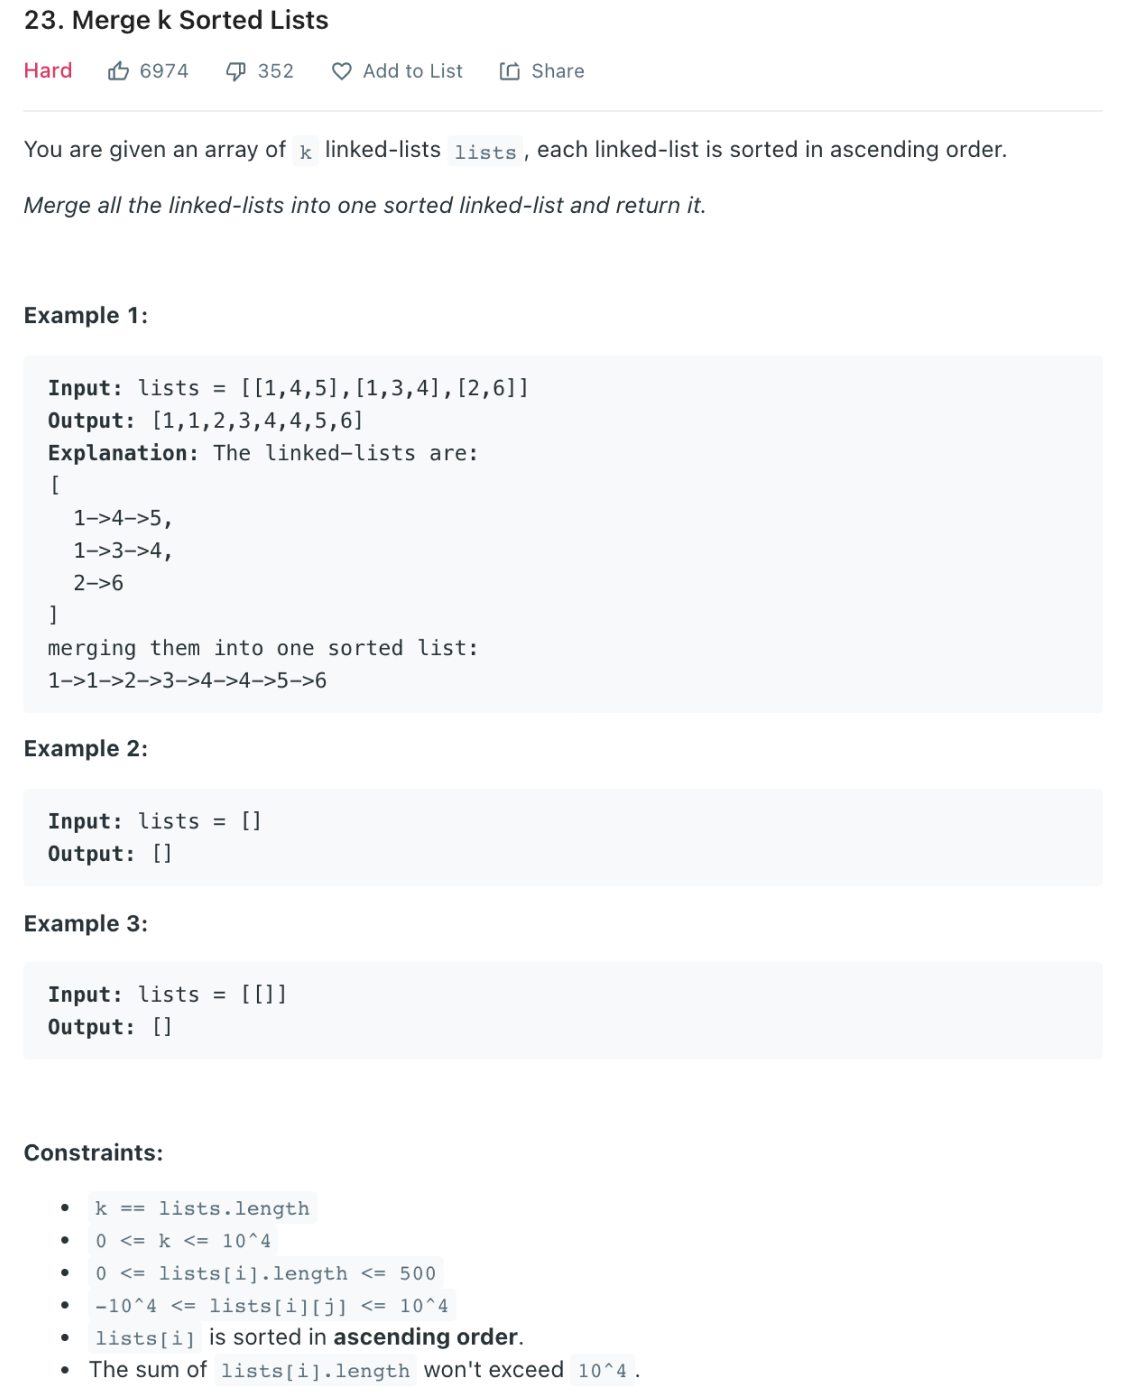 23. Merge k Sorted Lists
Hard 6974 352 Add to List Share
You are given an array of k linked-lists lists , each linked-list is sorted in ascending order.
Merge all the linked-lists into one sorted linked-list and return it.
Example 1:
Input: lists = [[1,4,5],[1,3,4],[2,6]]
Output: [1,1,2,3,4,4,5,6]
Explanation: The linked-lists are:
[
  1->4->5,
  1->3->4,
  2->6
]
merging them into one sorted list:
1->1->2->3->4->4->5->6
Example 2:
Input: lists = []
Output: []
Example 3:
Input: lists = [[]]
Output: []
Constraints:
• k == lists.length
• 0 <= k <= 10^4
• 0 <= lists[i].length <= 500
• -10^4 <= lists[i][j] <= 10^4
• lists[i] is sorted in ascending order.
• The sum of lists[i].length won't exceed 10^4 .